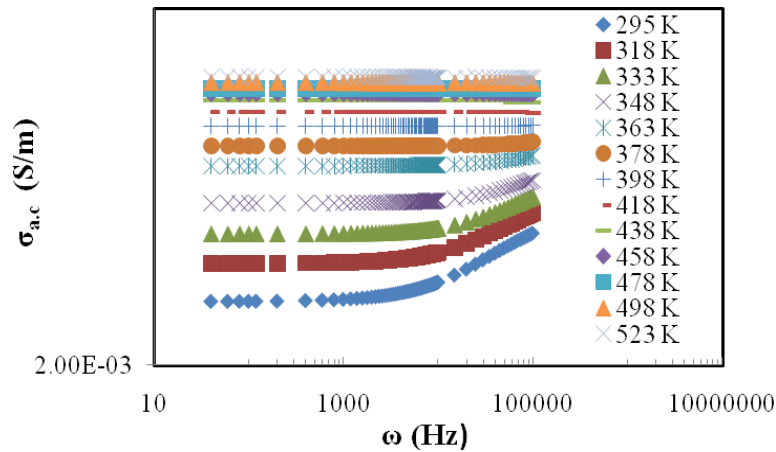 295 K
318 K
333 K
348 K
363 K
378 K
398 K
418 K
438 K
458 K
478 K
498 K
523 K
σa.c (S/m)
2.00E-03
10 1000 100000 10000000
ω (Hz)